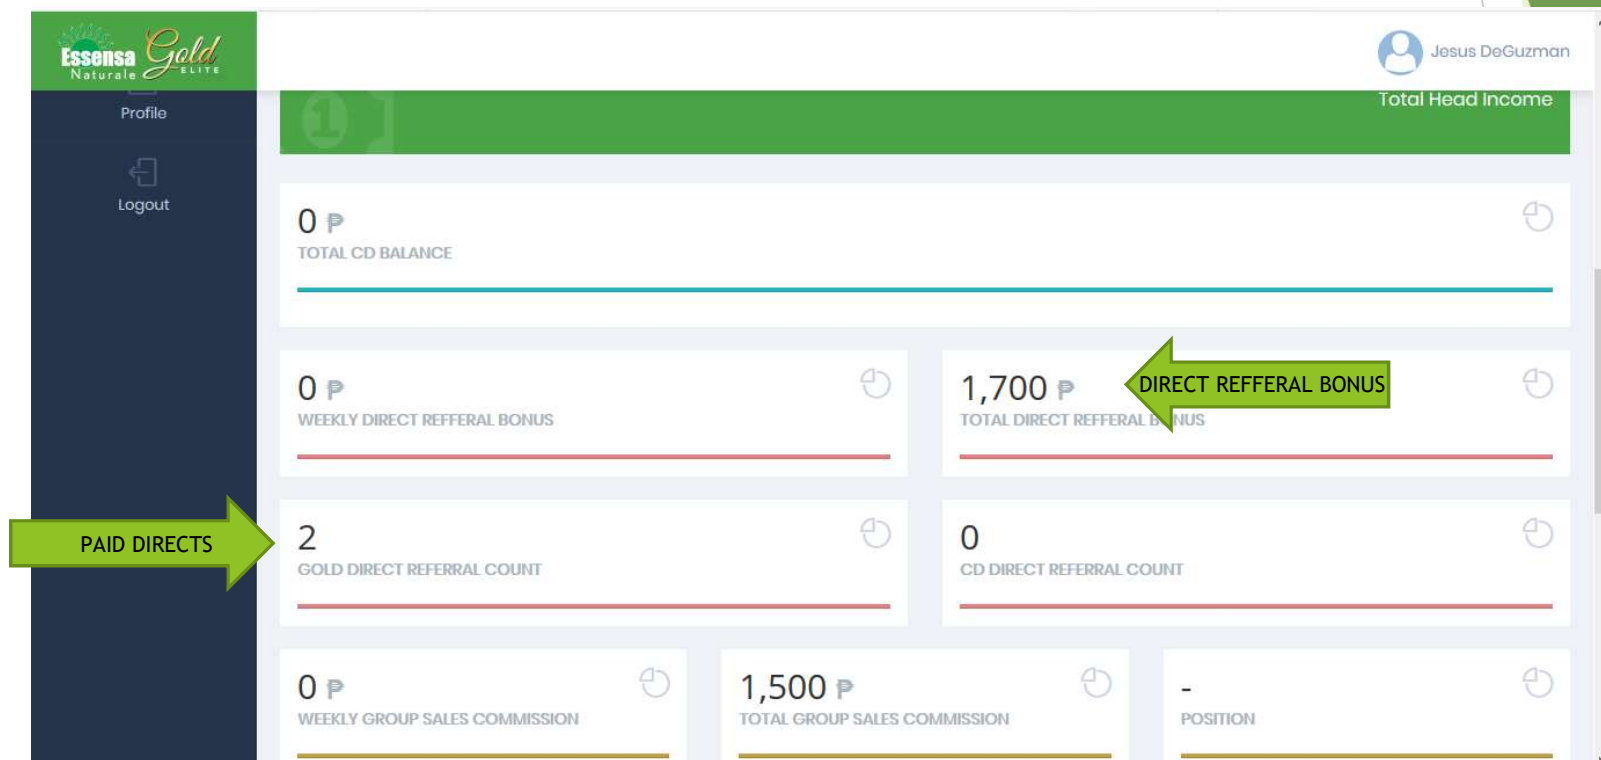 Essensa Gold
Naturale ELITE
Jesus DeGuzman
Profile
Total Head Income
Logout
0 ₱
TOTAL CD BALANCE
0 ₱
WEEKLY DIRECT REFFERAL BONUS
1,700 ₱
DIRECT REFFERAL BONUS
TOTAL DIRECT REFFERAL BONUS
PAID DIRECTS
2
GOLD DIRECT REFERRAL COUNT
0
CD DIRECT REFERRAL COUNT
0 ₱
WEEKLY GROUP SALES COMMISSION
1,500 ₱
TOTAL GROUP SALES COMMISSION
-
POSITION